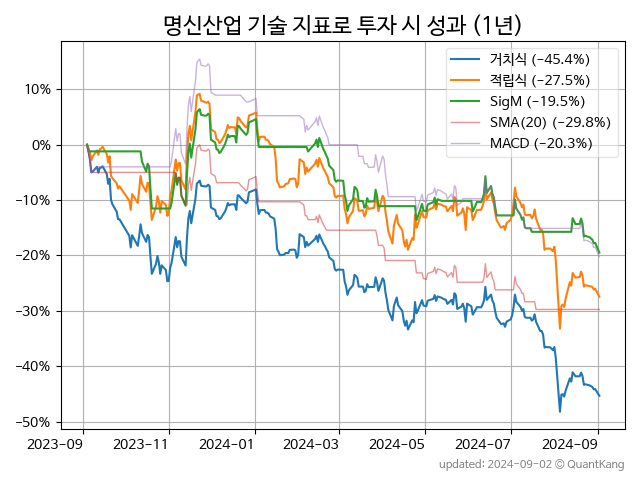 명신산업 기술 지표로 투자 시 성과 (1년)
거치식 (−45.4%)
적립식 (−27.5%)
SigM (−19.5%)
SMA(20) (−29.8%)
MACD (−20.3%)
10%
0%
−10%
−20%
−30%
−40%
−50%
2023-09
2023-11
2024-01
2024-03
2024-05
2024-07
2024-09
updated: 2024-09-02 © QuantKang